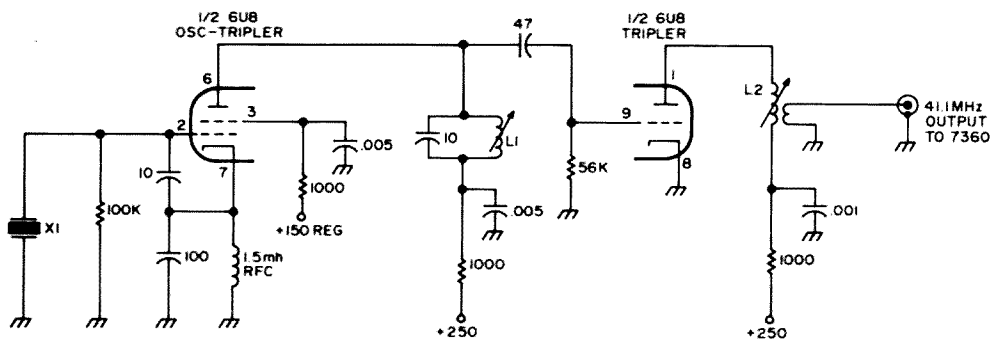 1/2 6U8
OSC-TRIPLER
1/2 6U8
TRIPLER
47
6
3
2
7
10
.005
10
L1
1
9
8
L2
41.1MHz
OUTPUT
TO 7360
X1
100K
100
1.5mh
RFC
1000
+150 REG
.005
1000
+250
56K
.001
1000
+250